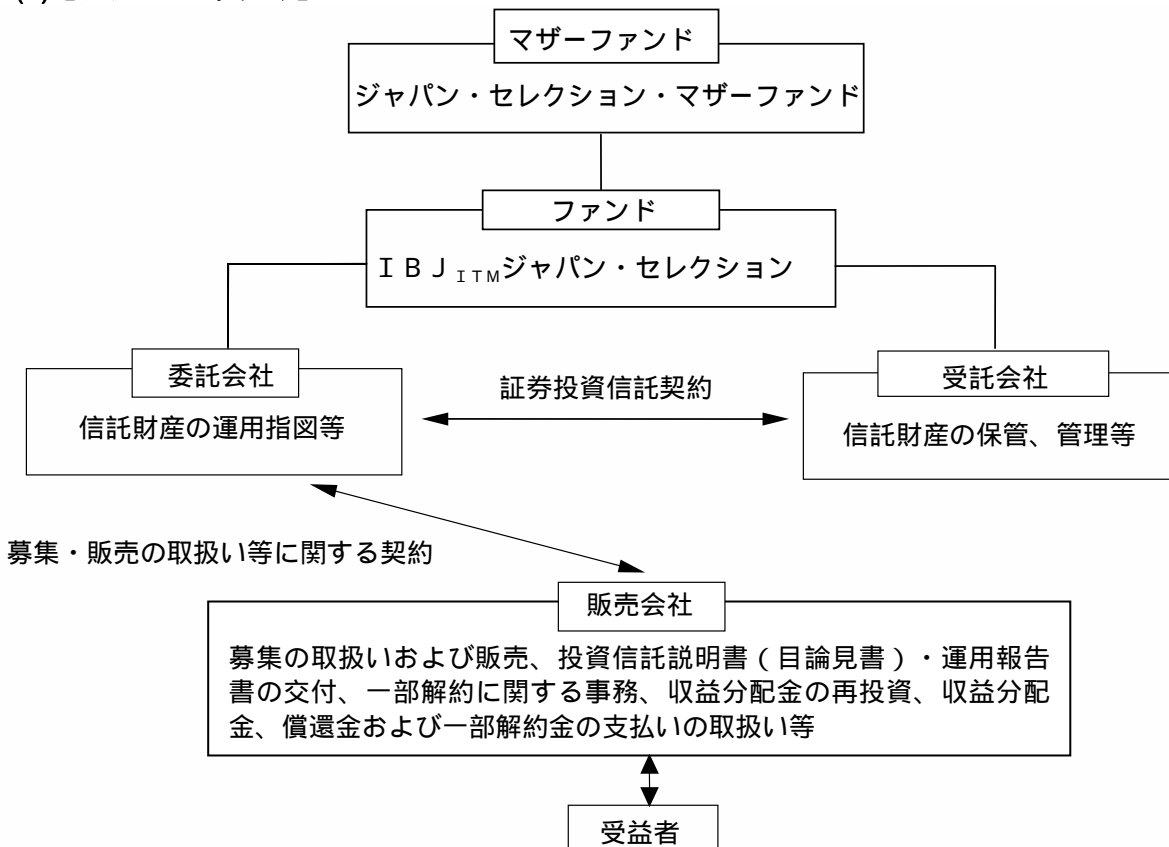 マザーファンド
ジャパン・セレクション・マザーファンド
ファンド
ＩＢＪITMジャパン・セレクション
委託会社
信託財産の運用指図等
証券投資信託契約
受託会社
信託財産の保管、管理等
募集・販売の取扱い等に関する契約
販売会社
募集の取扱いおよび販売、投資信託説明書（目論見書）・運用報告
書の交付、一部解約に関する事務、収益分配金の再投資、収益分配
金、償還金および一部解約金の支払いの取扱い等
受益者